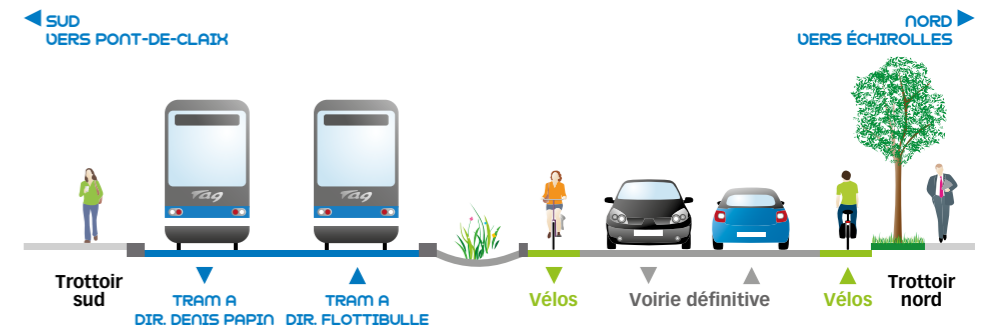 SUD
VERS PONT-DE-CLAIX
NORD
VERS ÉCHIROLLES
Tag
Tag
Trottoir
sud
TRAM A
DIR. DENIS PAPIN
TRAM A
DIR. FLOTTIBULLE
Vélos
Voirie définitive
Vélos
Trottoir
nord